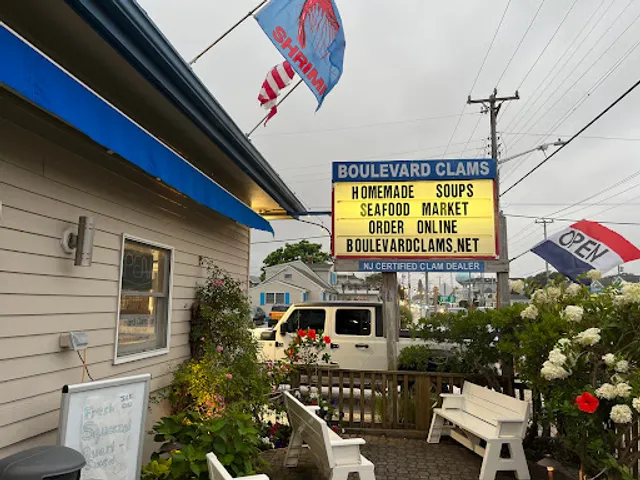 SHRIMP
BOULEVARD CLAMS
HOMEMADE SOUPS
SEAFOOD MARKET
ORDER ONLINE
BOULEVARDCLAMS.NET
NJ CERTIFIED CLAM DEALER
OPEN
Fresh